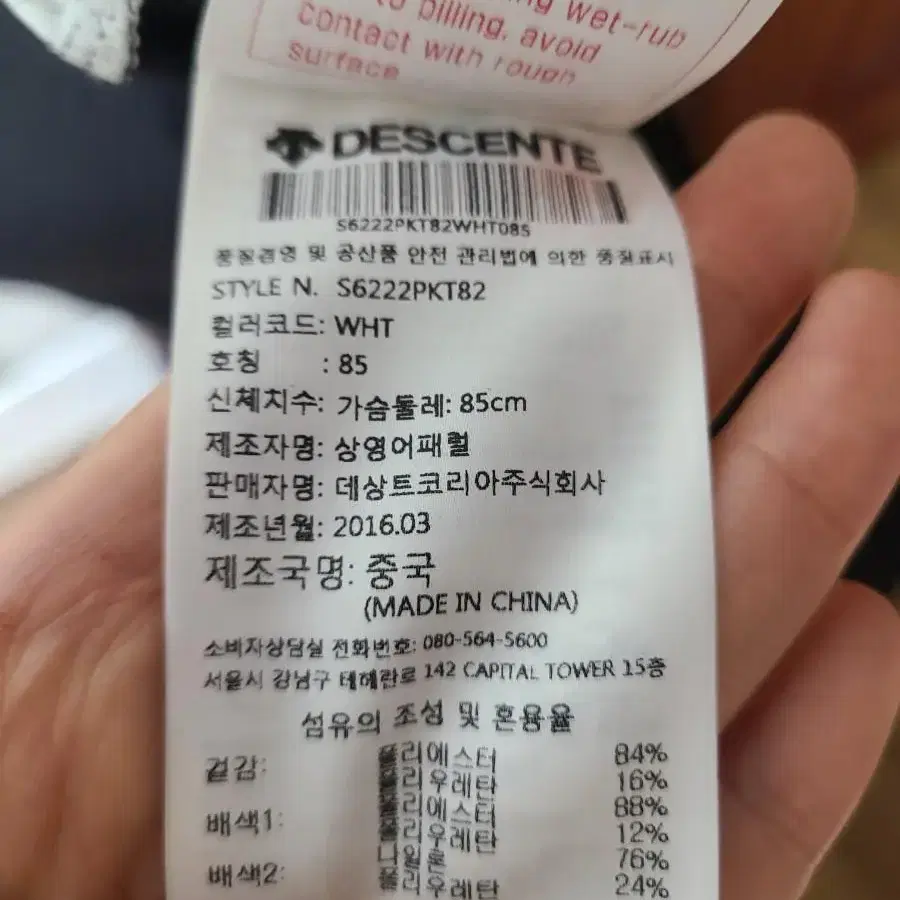 wet-rub
to billing, avoid
contact with rough
surface
DESCENTE
S6222PKT82WHT085
품질경영 및 공산품 안전 관리법에 의한 품질표시
STYLE N. S6222PKT82
컬러코드: WHT
호칭 : 85
신체치수: 가슴둘레: 85cm
제조자명: 상영어패럴
판매자명: 데상트코리아주식회사
제조년월: 2016.03
제조국명: 중국
(MADE IN CHINA)
소비자상담실 전화번호: 080-564-5600
서울시 강남구 테헤란로 142 CAPITAL TOWER 15층
섬유의 조성 및 혼용율
겉감: 폴리에스터 84%
폴리우레탄 16%
배색1: 폴리에스터 88%
폴리우레탄 12%
배색2: 나일론 76%
폴리우레탄 24%